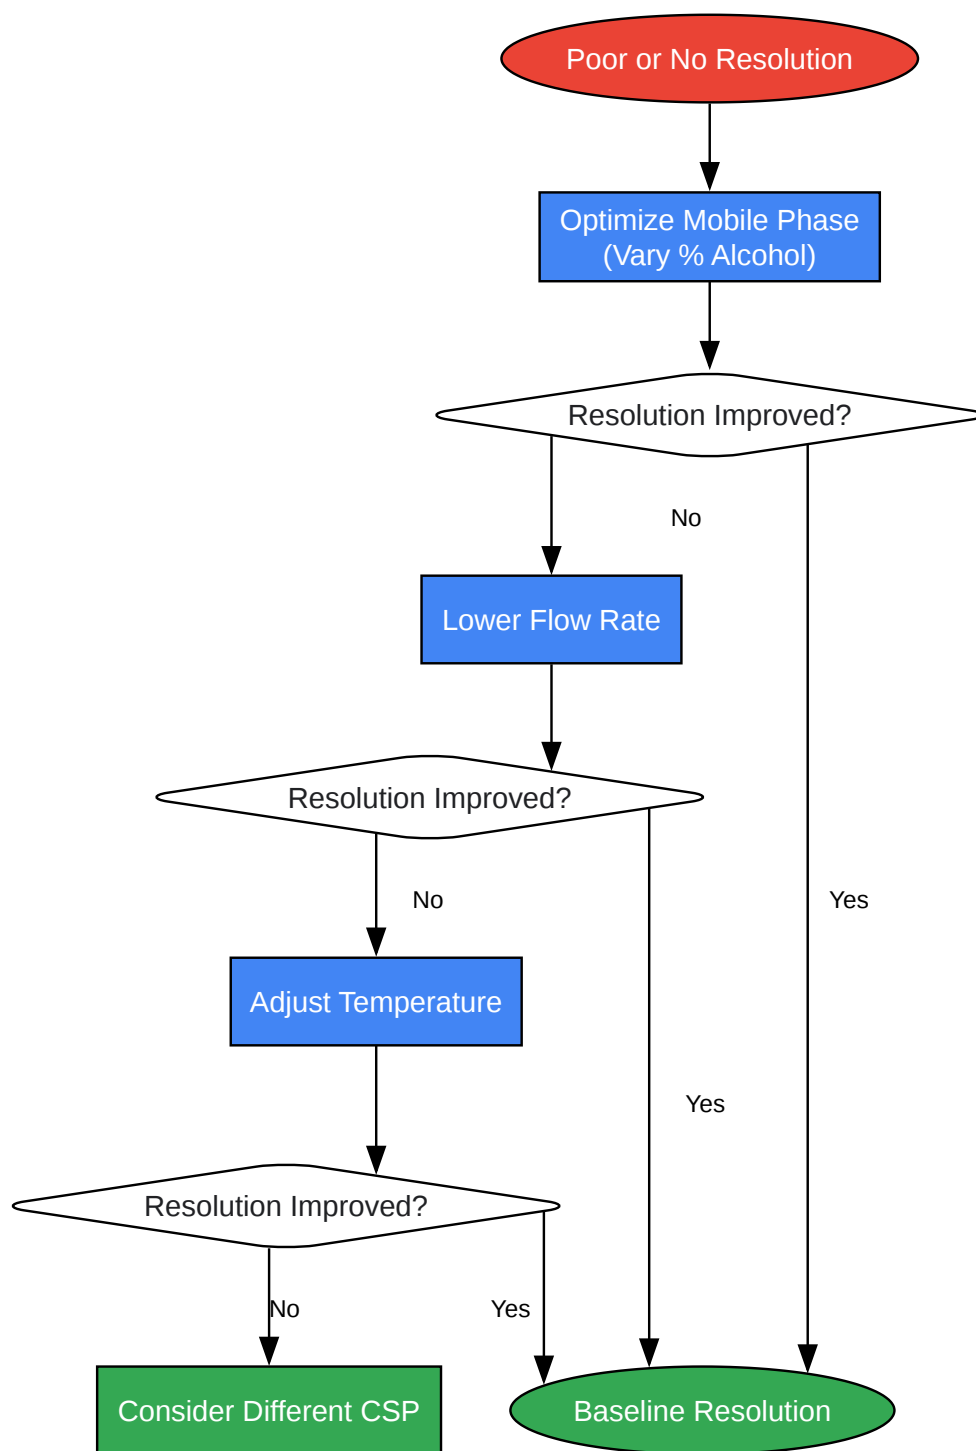 Poor or No Resolution
Optimize Mobile Phase
(Vary % Alcohol)
Resolution Improved?
No
Lower Flow Rate
Resolution Improved?
No
Yes
Adjust Temperature
Yes
Resolution Improved?
No
Yes
Consider Different CSP
Baseline Resolution